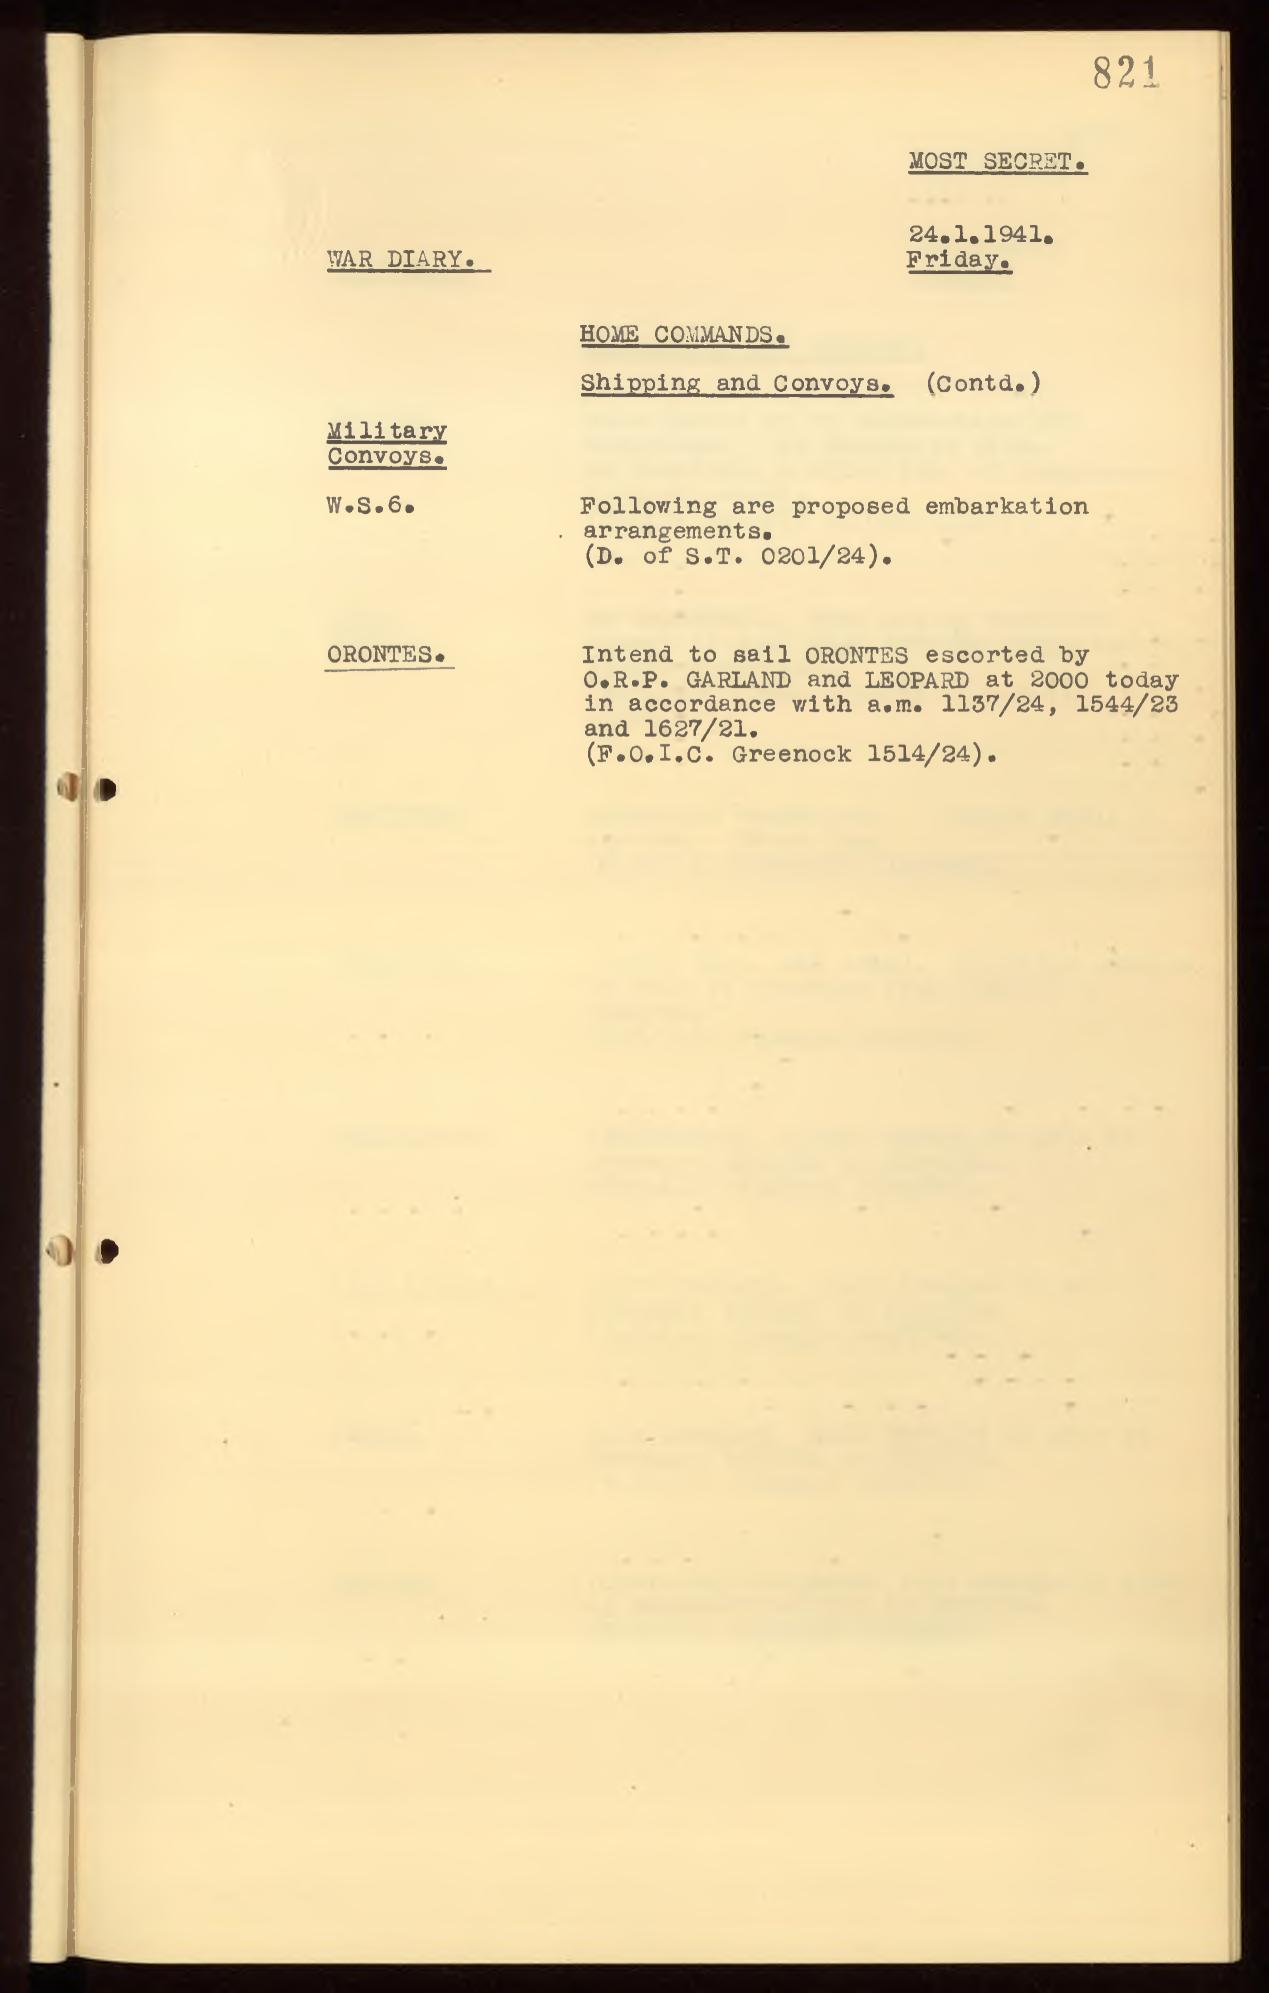 821
MOST SECRET.
24.1.1941.
WAR DIARY.
Friday.
HOME COMMANDS.
Shipping and Convoys. (Contd.)
Military
Convoys.
W.S.6.
Following are proposed embarkation
arrangements.
(D. of S.T. 0201/24).
ORONTES.
Intend to sail ORONTES escorted by
O.R.P. GARLAND and LEOPARD at 2000 today
in accordance with a.m. 1137/24, 1544/23
and 1627/21.
(F.O.I.C. Greenock 1514/24).